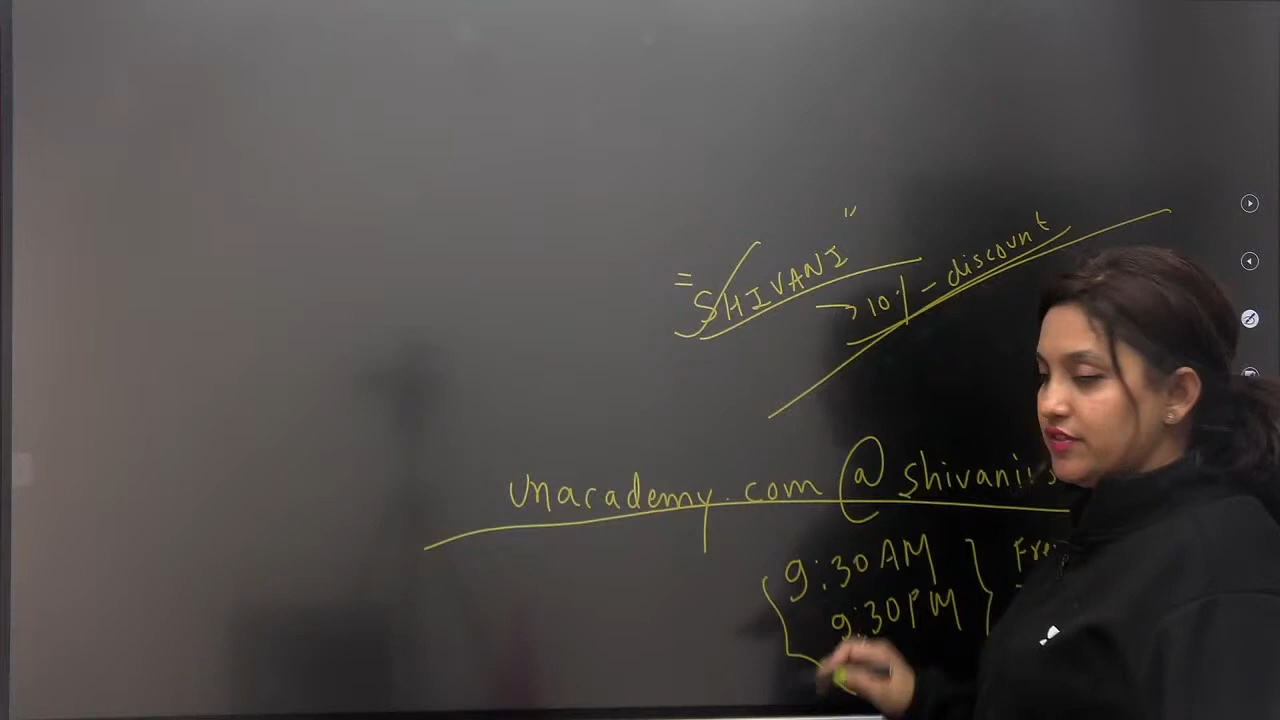 "SHIVANI"
→ 10% - discount
unacademy.com @shivani
9:30 AM
9:30 PM